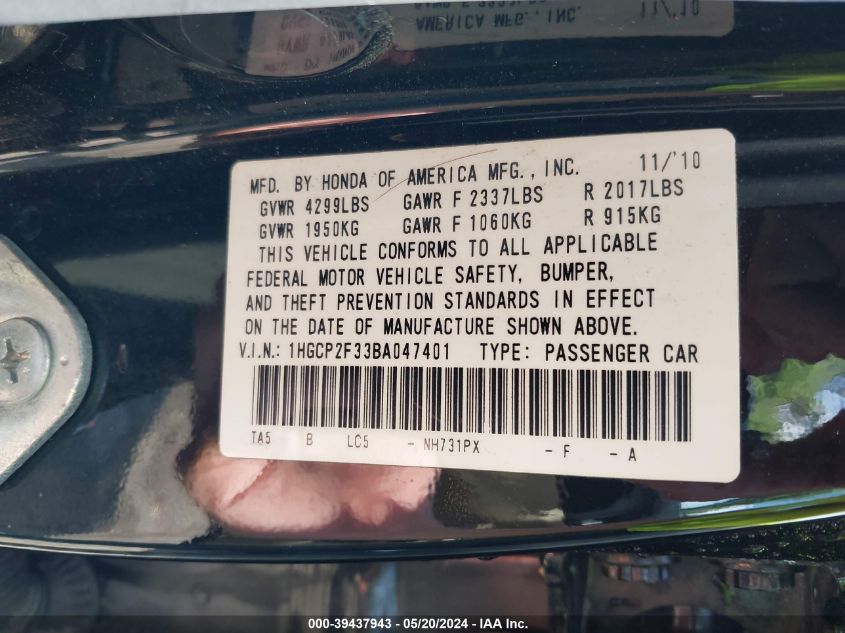 AMERICA MFG., INC. 11/'10
MFD. BY HONDA OF AMERICA MFG., INC. 11/'10
GVWR 4299LBS GAWR F 2337LBS R 2017LBS
GVWR 1950KG GAWR F 1060KG R 915KG
THIS VEHICLE CONFORMS TO ALL APPLICABLE
FEDERAL MOTOR VEHICLE SAFETY, BUMPER,
AND THEFT PREVENTION STANDARDS IN EFFECT
ON THE DATE OF MANUFACTURE SHOWN ABOVE.
V.I.N.: 1HGCP2F33BA047401 TYPE: PASSENGER CAR
TA5 B LC5 - NH731PX - F - A
000-39437943 / 05/20/2024 - IAA Inc.